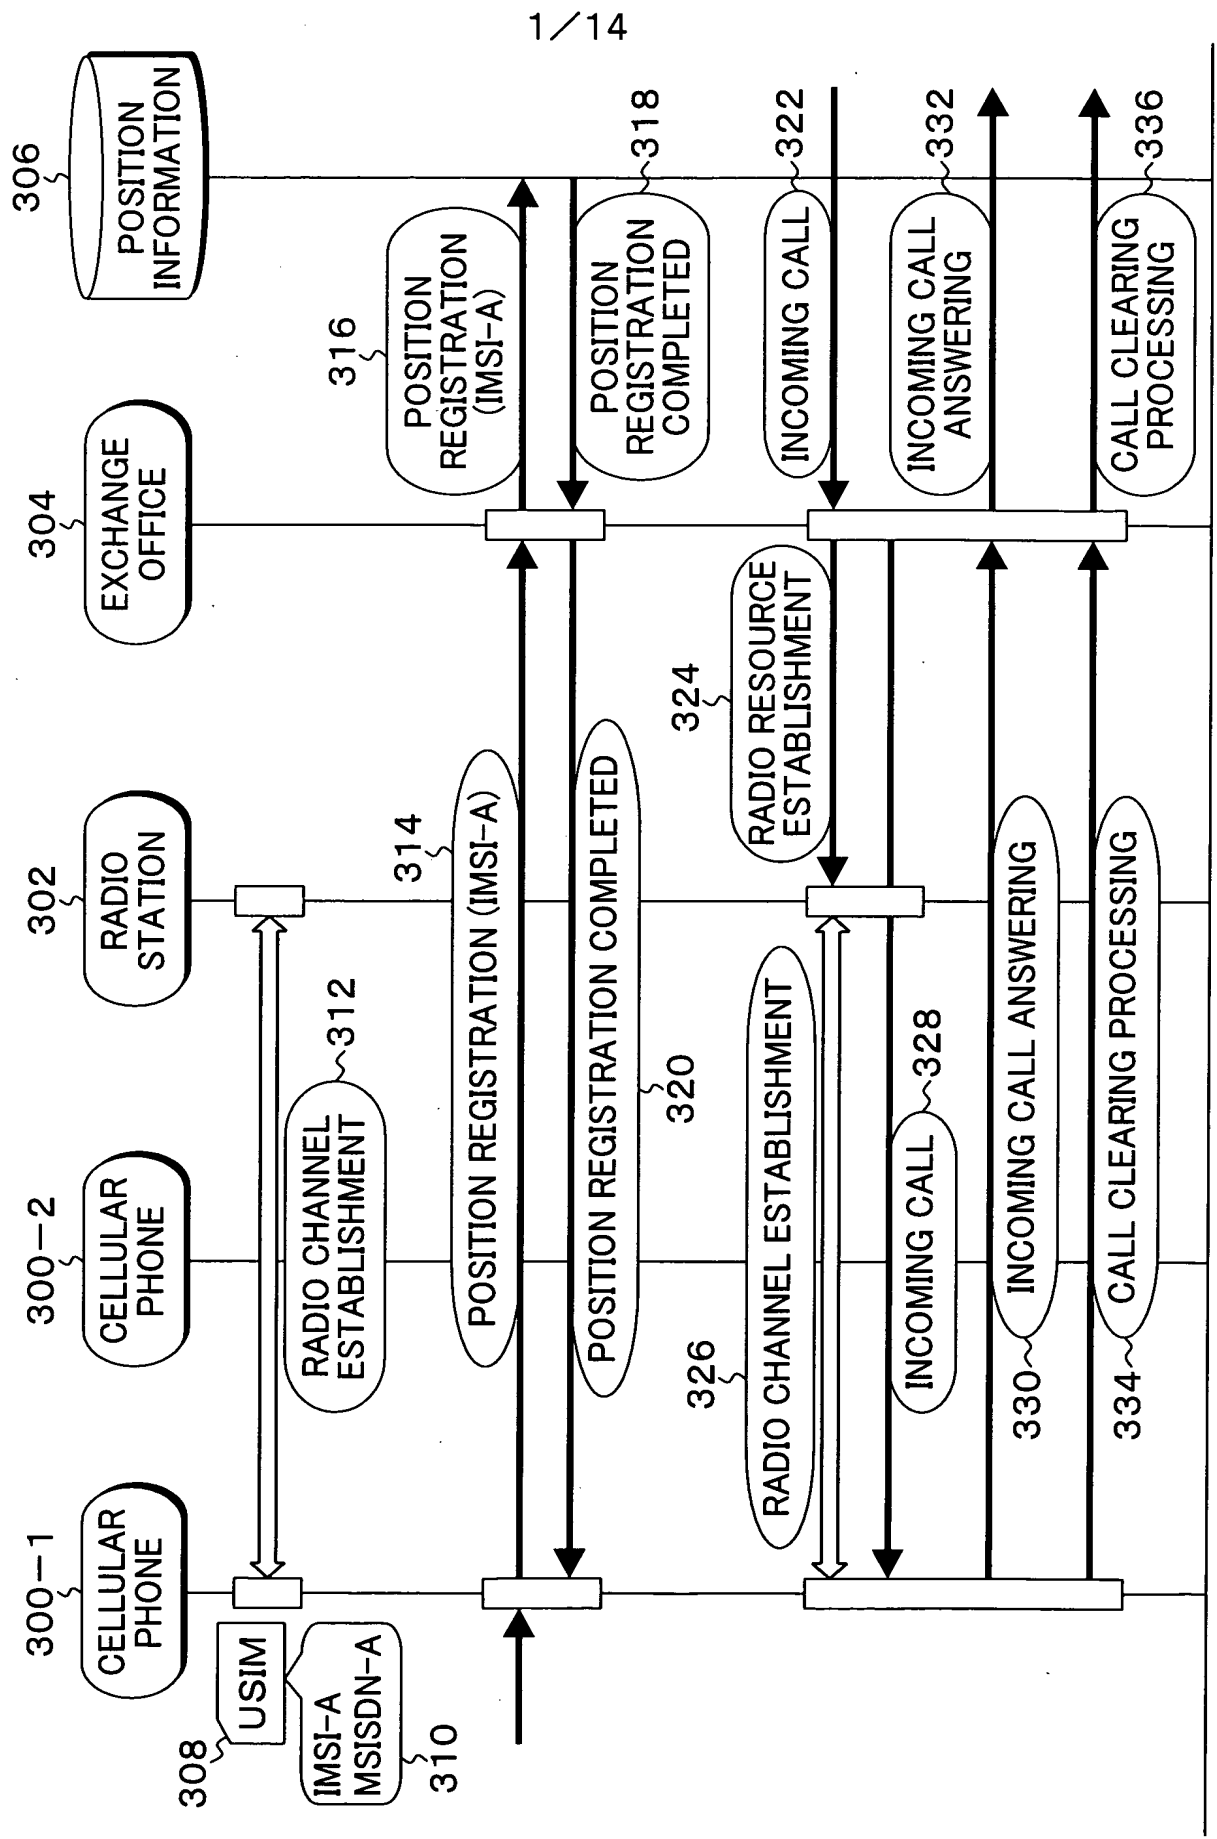 1/14
300-1
CELLULAR
PHONE
300-2
CELLULAR
PHONE
302
RADIO
STATION
304
EXCHANGE
OFFICE
306
POSITION
INFORMATION
308
USIM
IMSI-A
MSISDN-A
310
RADIO CHANNEL
ESTABLISHMENT
312
314
POSITION REGISTRATION (IMSI-A)
316
POSITION
REGISTRATION
(IMSI-A)
POSITION
REGISTRATION
COMPLETED
318
POSITION REGISTRATION COMPLETED
320
INCOMING CALL
322
324
RADIO RESOURCE
ESTABLISHMENT
326
RADIO CHANNEL ESTABLISHMENT
INCOMING CALL
328
INCOMING CALL ANSWERING
330
INCOMING CALL
ANSWERING
332
CALL CLEARING PROCESSING
334
CALL CLEARING
PROCESSING
336